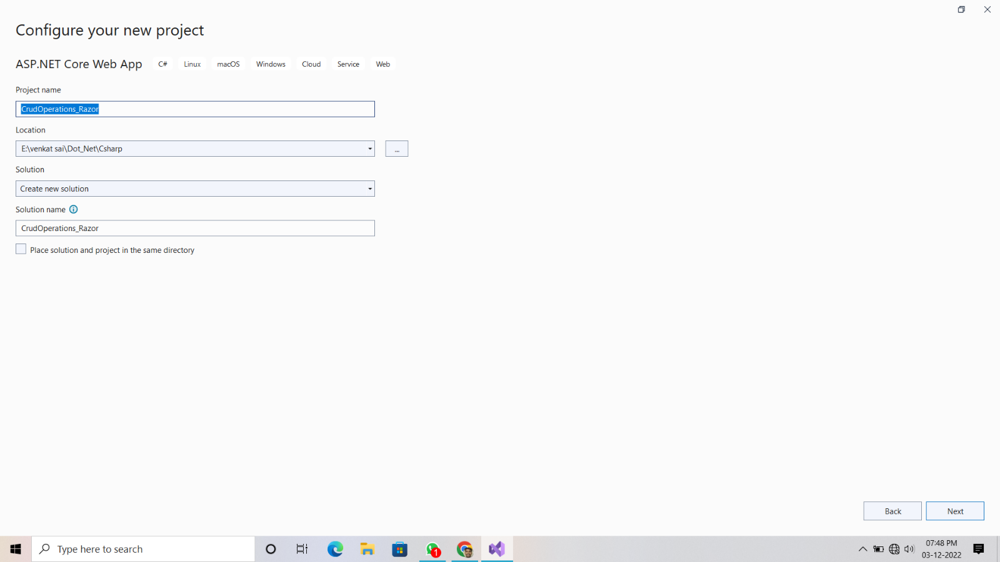 Configure your new project
ASP.NET Core Web App C# Linux macOS Windows Cloud Service Web
Project name
CrudOperations_Razor
Location
E:\venkat sai\Dot_Net\Csharp
...
Solution
Create new solution
Solution name
CrudOperations_Razor
Place solution and project in the same directory
Back Next
Type here to search
1
07:48 PM
03-12-2022